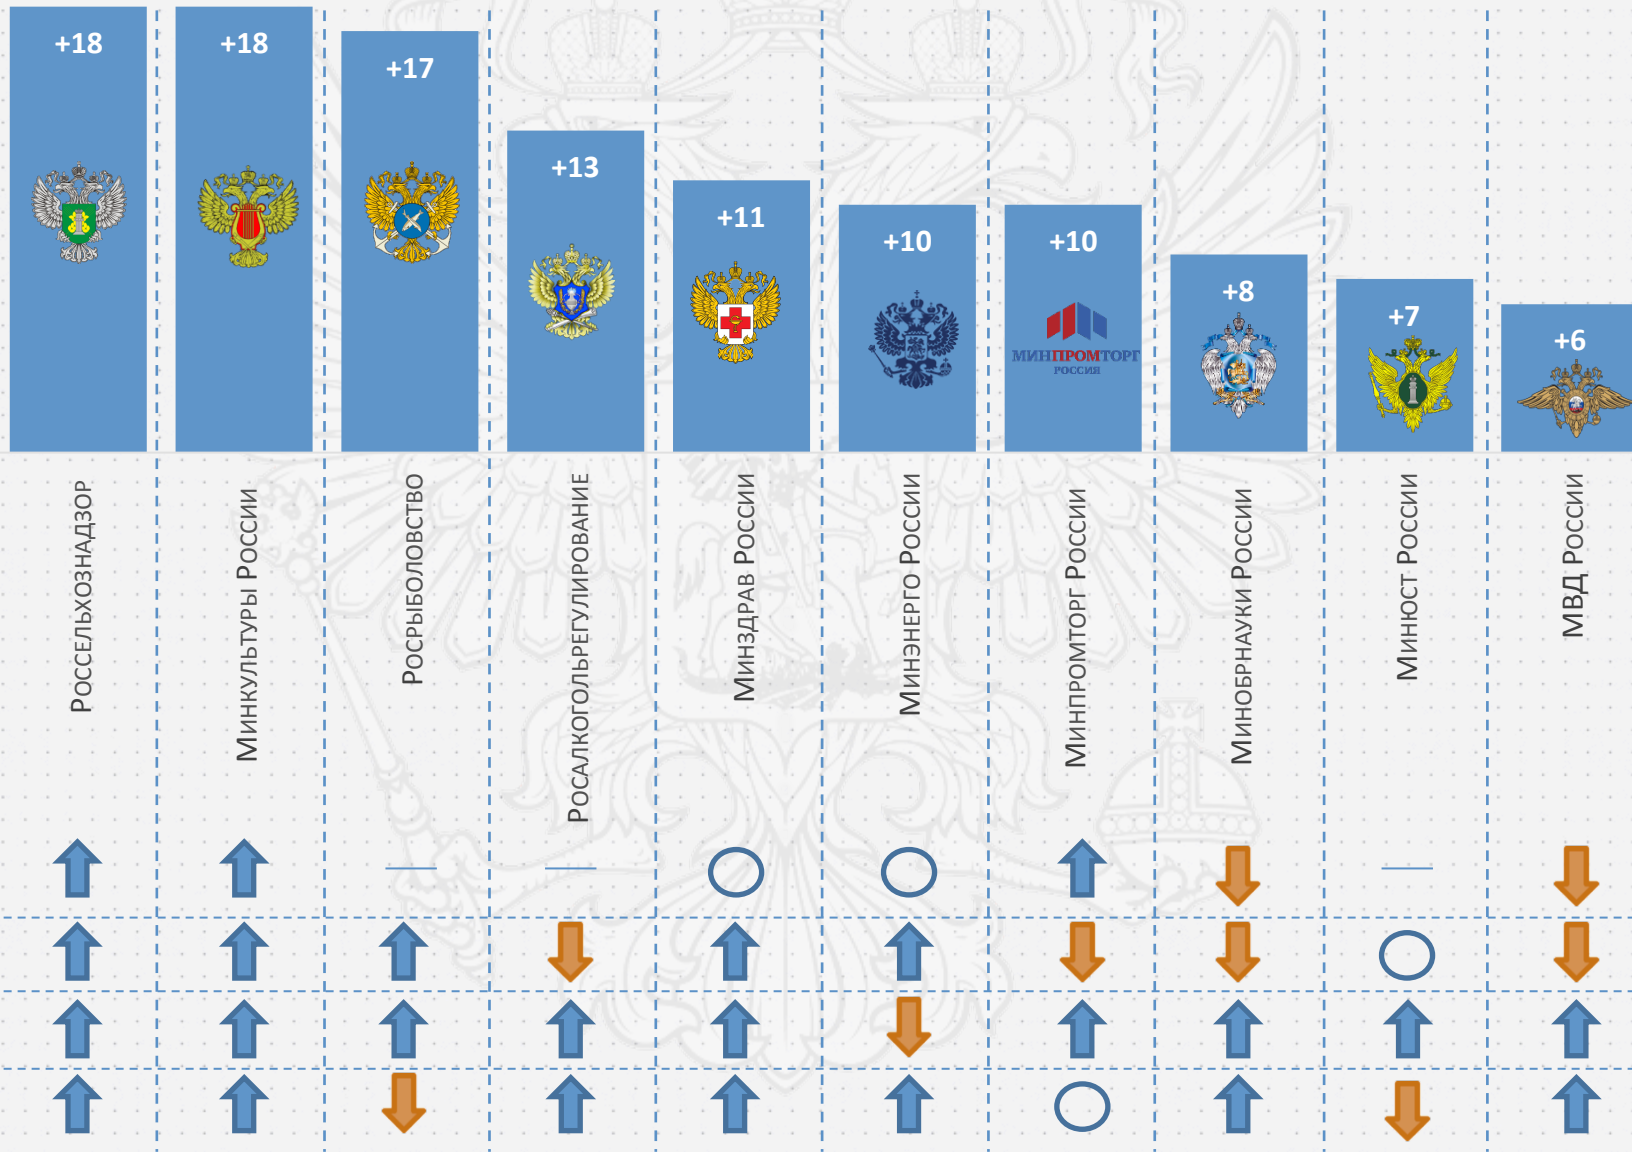 +18
+18
+17
+13
+11
+10
+10
+8
+7
+6
МИНПРОМТОРГ
РОССИЯ
РОССЕЛЬХОЗНАДЗОР
МИНКУЛЬТУРЫ РОССИИ
РОСРЫБОЛОВСТВО
РОСАЛКОГОЛЬРЕГУЛИРОВАНИЕ
МИНЗДРАВ РОССИИ
МИНЭНЕРГО РОССИИ
МИНПРОМТОРГ РОССИИ
МИНОБРНАУКИ РОССИИ
МИНЮСТ РОССИИ
МВД РОССИИ